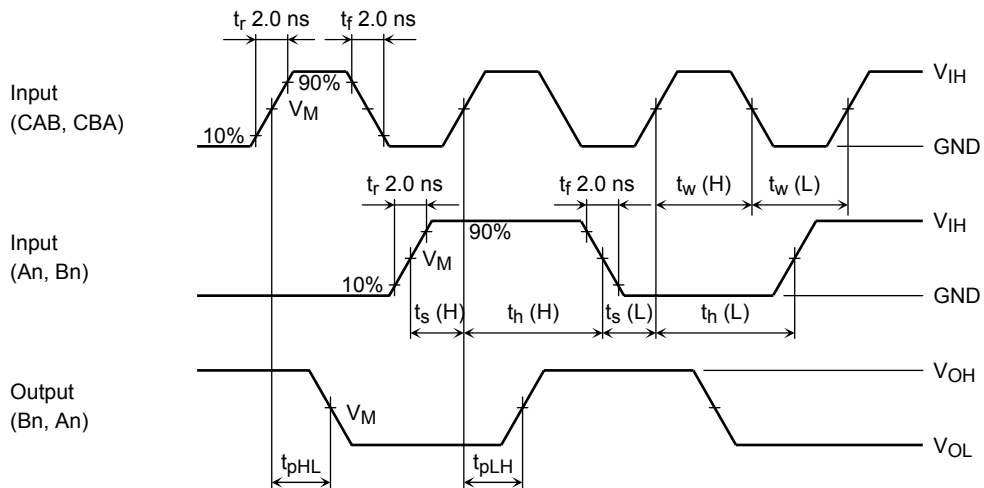 tr 2.0 ns
tf 2.0 ns
Input
(CAB, CBA)
10%
90%
VM
VIH
GND
tr 2.0 ns
tf 2.0 ns
tw (H)
tw (L)
Input
(An, Bn)
10%
90%
VM
VIH
GND
ts (H)
th (H)
ts (L)
th (L)
Output
(Bn, An)
VM
VOH
VOL
tpHL
tpLH